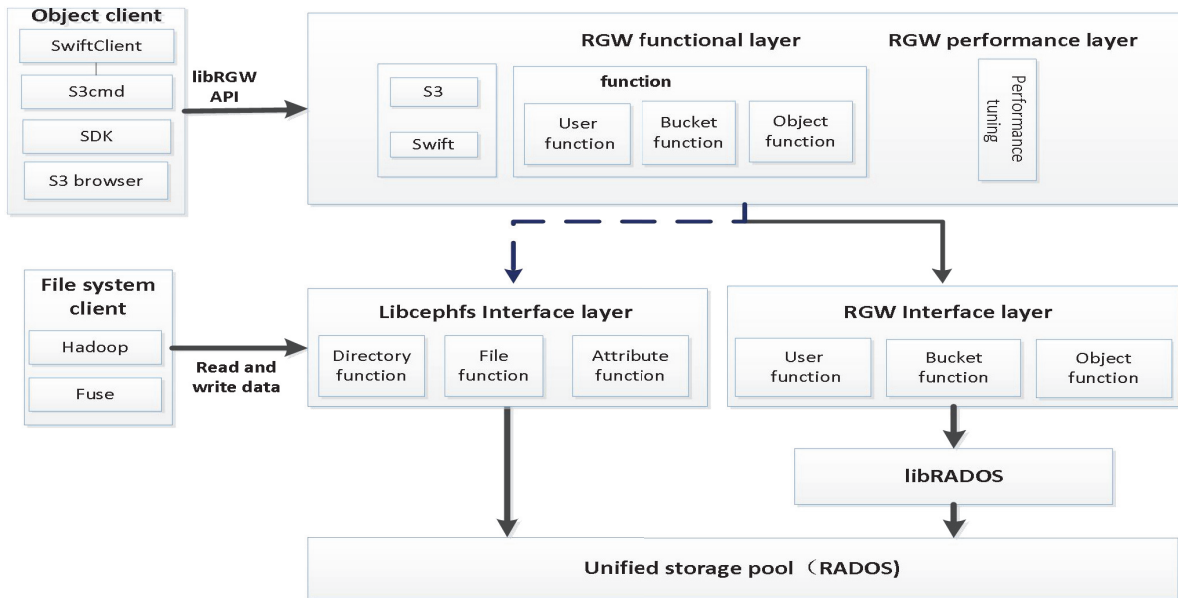 Object client
SwiftClient
S3cmd
SDK
S3 browser
libRGW
API
RGW functional layer
RGW performance layer
S3
Swift
function
User
function
Bucket
function
Object
function
Performance
tuning
File system
client
Hadoop
Fuse
Read and
write data
Libcephfs Interface layer
Directory
function
File
function
Attribute
function
RGW Interface layer
User
function
Bucket
function
Object
function
libRADOS
Unified storage pool（RADOS)